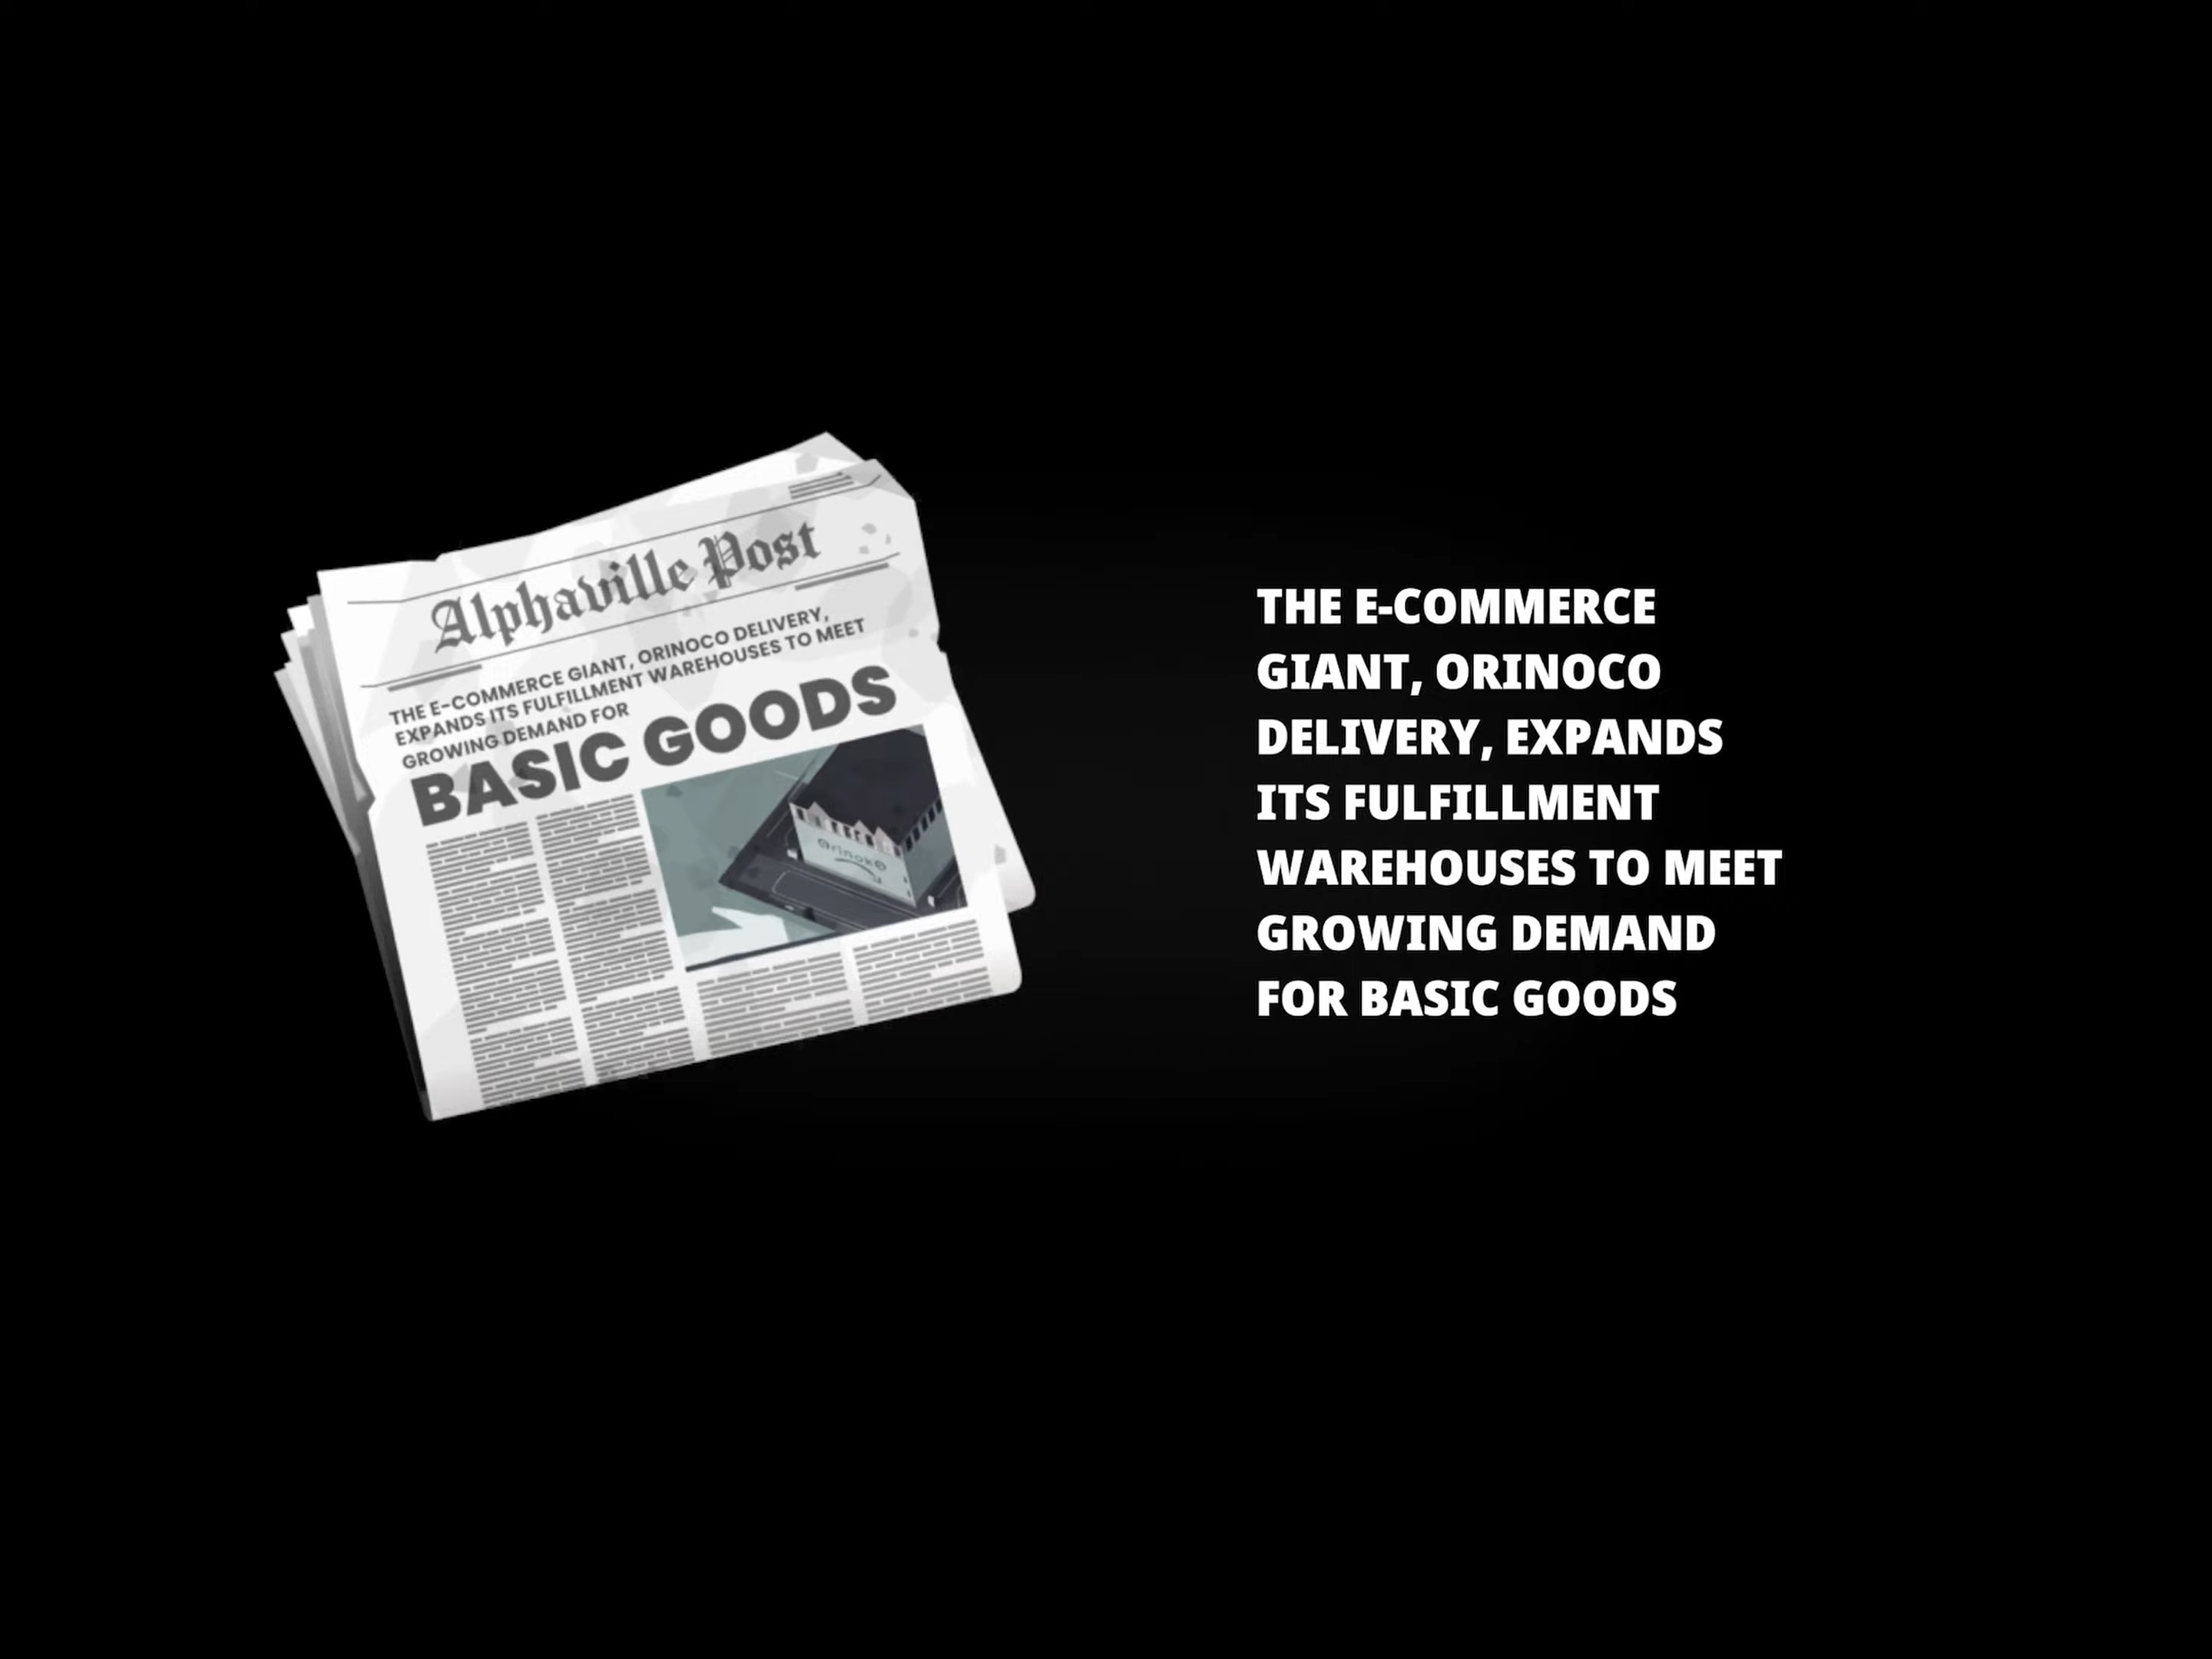 Alphaville Post
THE E-COMMERCE GIANT, ORINOCO DELIVERY,
EXPANDS ITS FULFILLMENT WAREHOUSES TO MEET
GROWING DEMAND FOR
BASIC GOODS
THE E-COMMERCE
GIANT, ORINOCO
DELIVERY, EXPANDS
ITS FULFILLMENT
WAREHOUSES TO MEET
GROWING DEMAND
FOR BASIC GOODS